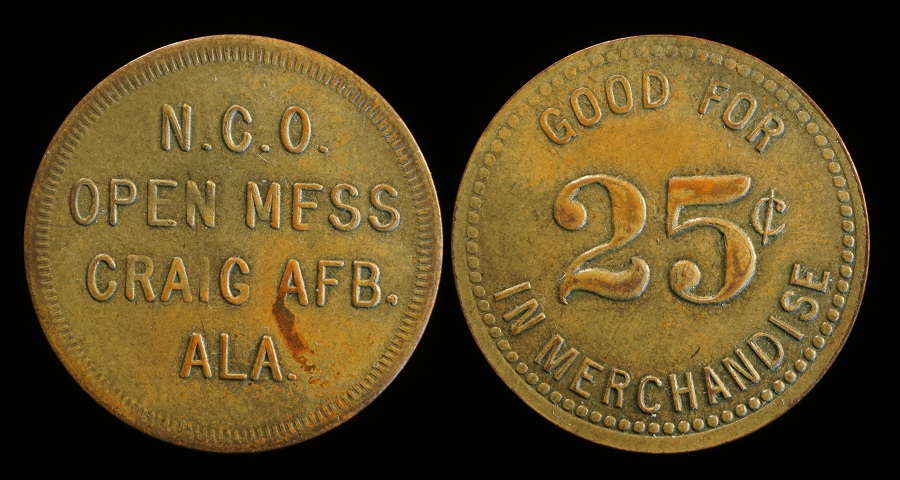 N.C.O.
OPEN MESS
CRAIG AFB.
ALA.
GOOD FOR
25¢
IN MERCHANDISE